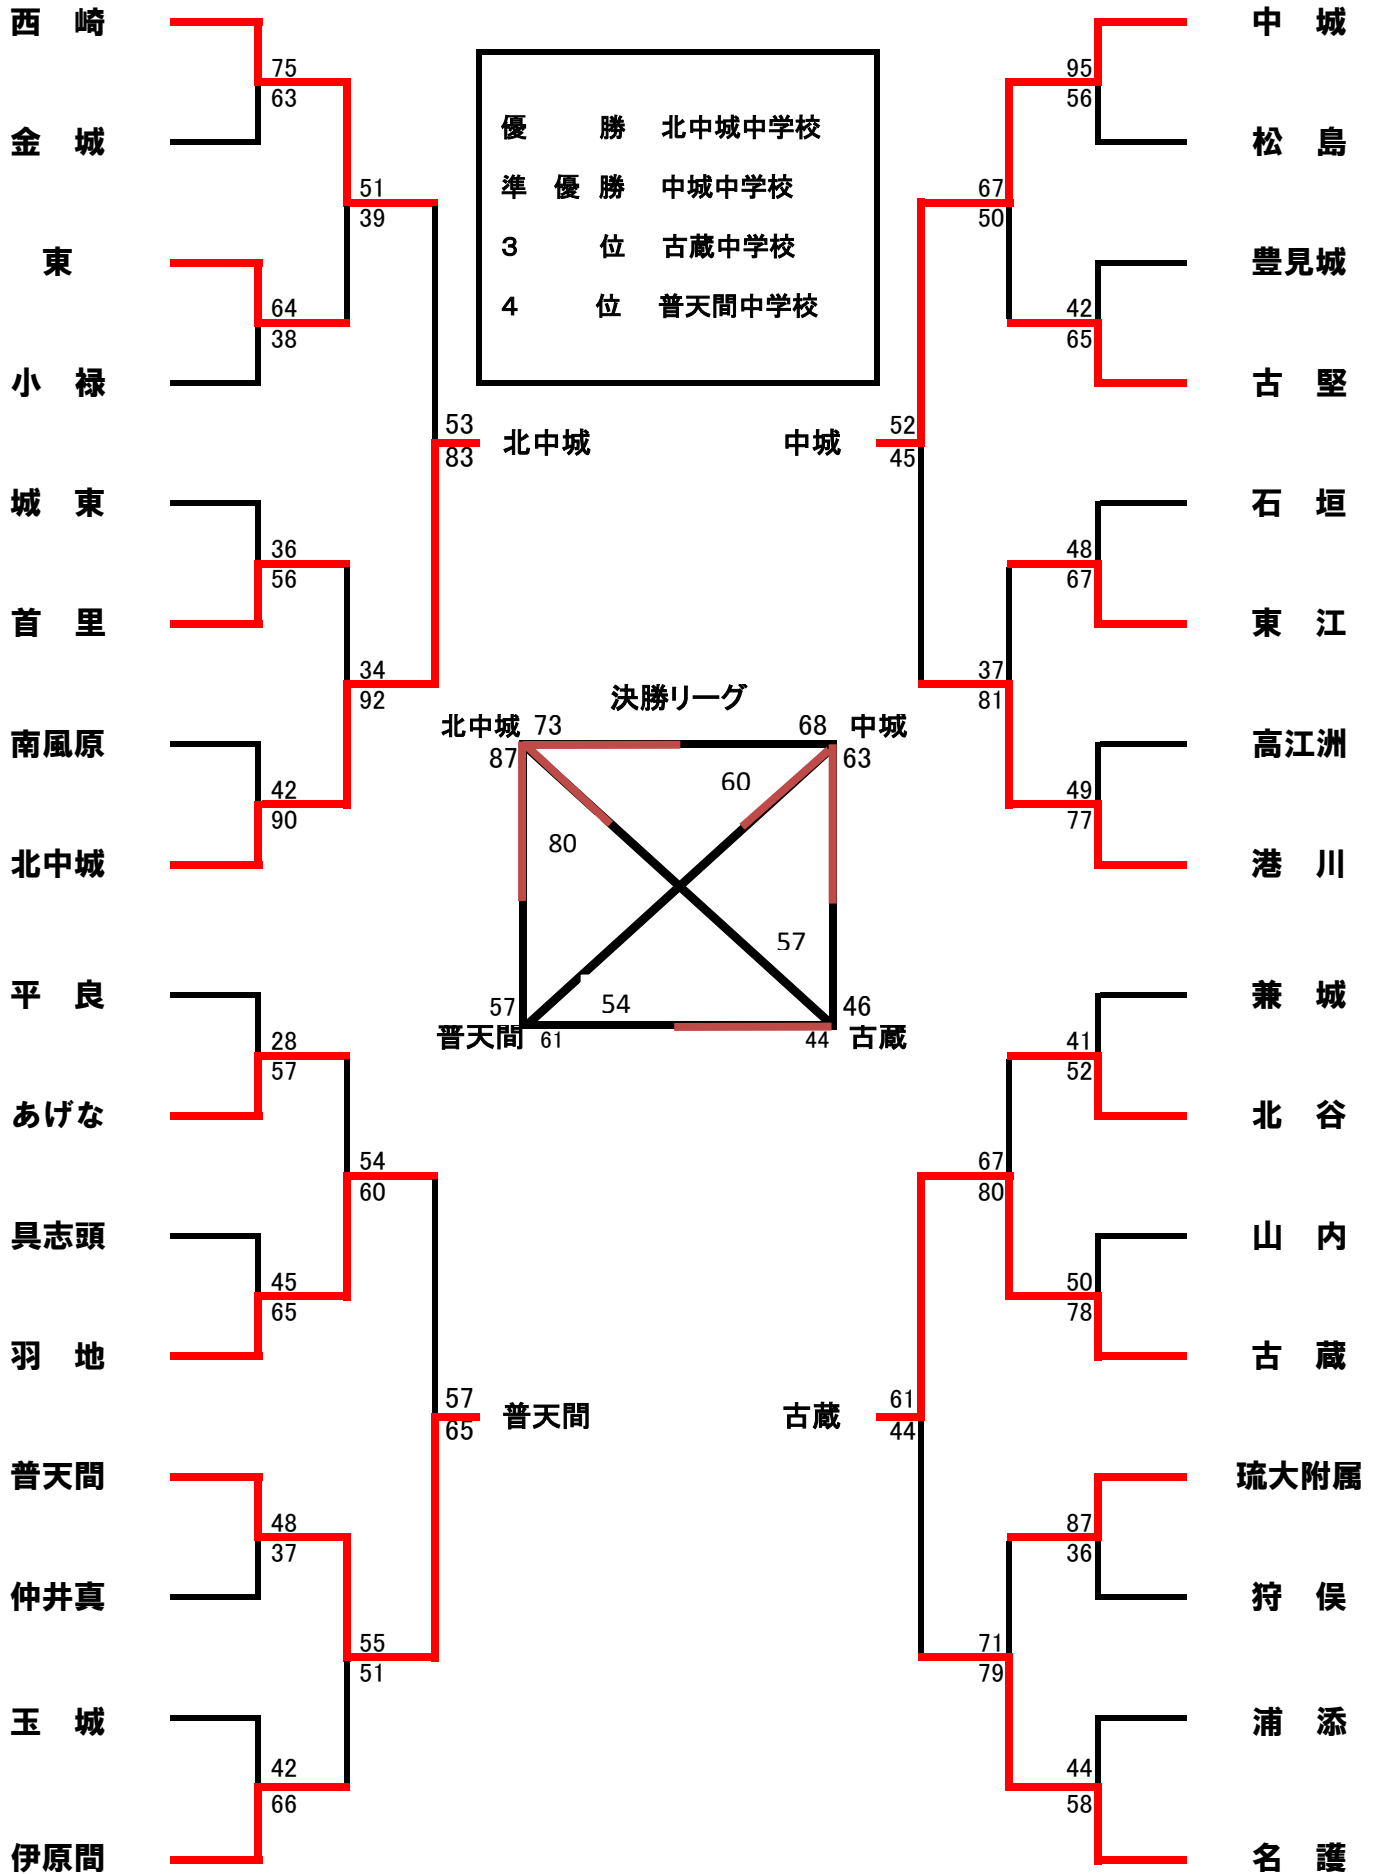 西　崎
75
63
金　城
51
39
東
64
38
小　禄
53
83
北中城
城　東
36
56
首　里
34
92
南風原
42
90
北中城
平　良
28
57
あげな
54
60
具志頭
45
65
羽　地
57
65
普天間
普天間
48
37
仲井真
55
51
玉　城
42
66
伊原間
優　　勝　北中城中学校
準　優　勝　中城中学校
３　　位　古蔵中学校
４　　位　普天間中学校
決勝リーグ
北中城　73　68　中城
87　63
60
80
57
54
57　46
普天間　61　44　古蔵
中　城
95
56
松　島
67
50
豊見城
42
65
古　堅
中城
52
45
石　垣
48
67
東　江
37
81
高江洲
49
77
港　川
兼　城
41
52
北　谷
67
80
山　内
50
78
古　蔵
古蔵
61
44
琉大附属
87
36
狩　俣
71
79
浦　添
44
58
名　護